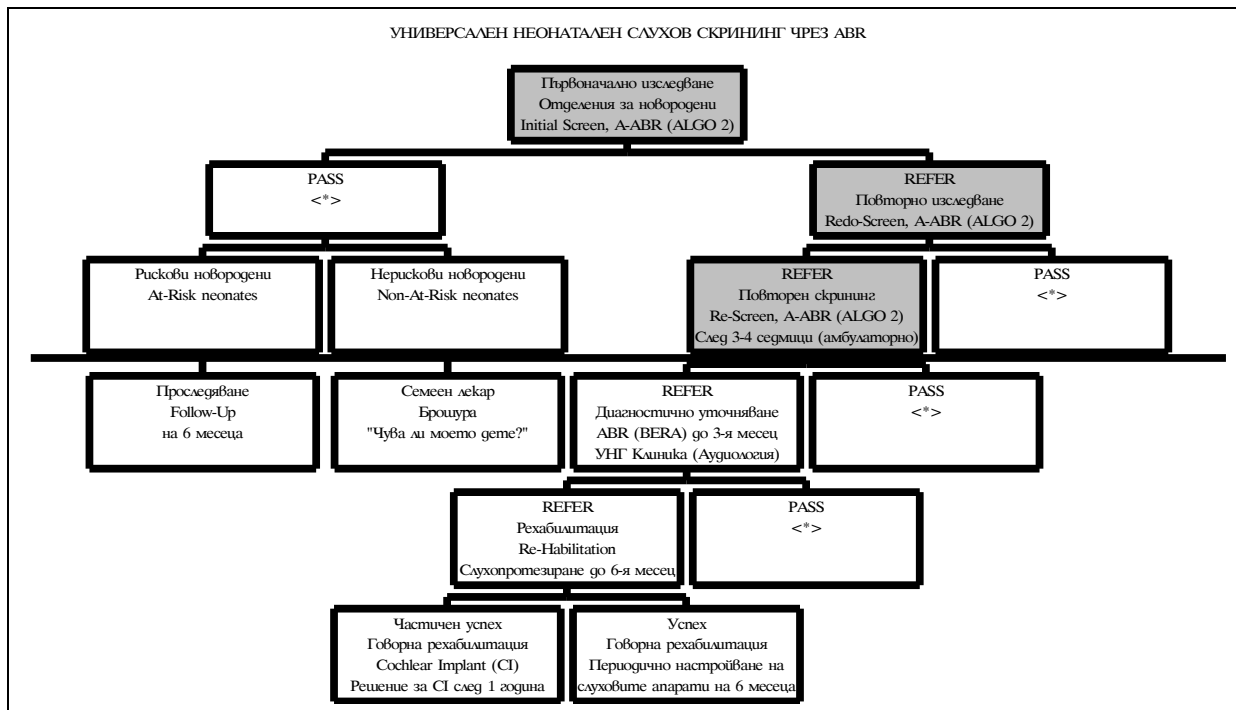 УНИВЕРСАЛЕН НЕОНАТАЛЕН СЛУХОВ СКРИНИНГ ЧРЕЗ ABR
Първоначално изследване
Отделения за новородени
Initial Screen, A-ABR (ALGO 2)
PASS
<*>
REFER
Повторно изследване
Redo-Screen, A-ABR (ALGO 2)
Рискови новородени
At-Risk neonates
Нерискови новородени
Non-At-Risk neonates
REFER
Повторен скрининг
Re-Screen, A-ABR (ALGO 2)
След 3-4 седмици (амбулаторно)
PASS
<*>
Проследяване
Follow-Up
на 6 месеца
Семеен лекар
Брошура
"Чува ли моето дете?"
REFER
Диагностично уточняване
ABR (BERA) до 3-я месец
УНГ Клиника (Аудиология)
PASS
<*>
REFER
Рехабилитация
Re-Habilitation
Слухопротезиране до 6-я месец
PASS
<*>
Частичен успех
Говорна рехабилитация
Cochlear Implant (CI)
Решение за CI след 1 година
Успех
Говорна рехабилитация
Периодично настройване на
слуховите апарати на 6 месеца